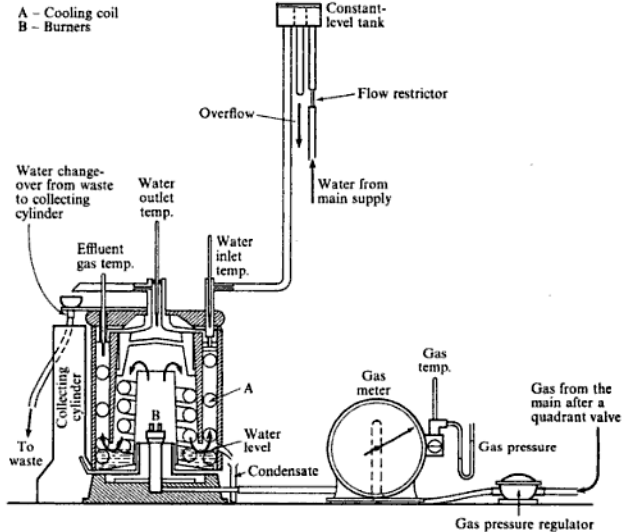 A – Cooling coil
B – Burners
Constant-
level tank
Flow restrictor
Overflow
Water from
main supply
Water change-
over from waste
to collecting
cylinder
Water
outlet
temp.
Effluent
gas temp.
Water
inlet
temp.
Collecting
cylinder
B
A
To
waste
Water
level
Condensate
Gas
meter
Gas
temp.
Gas from the
main after a
quadrant valve
Gas pressure
Gas pressure regulator